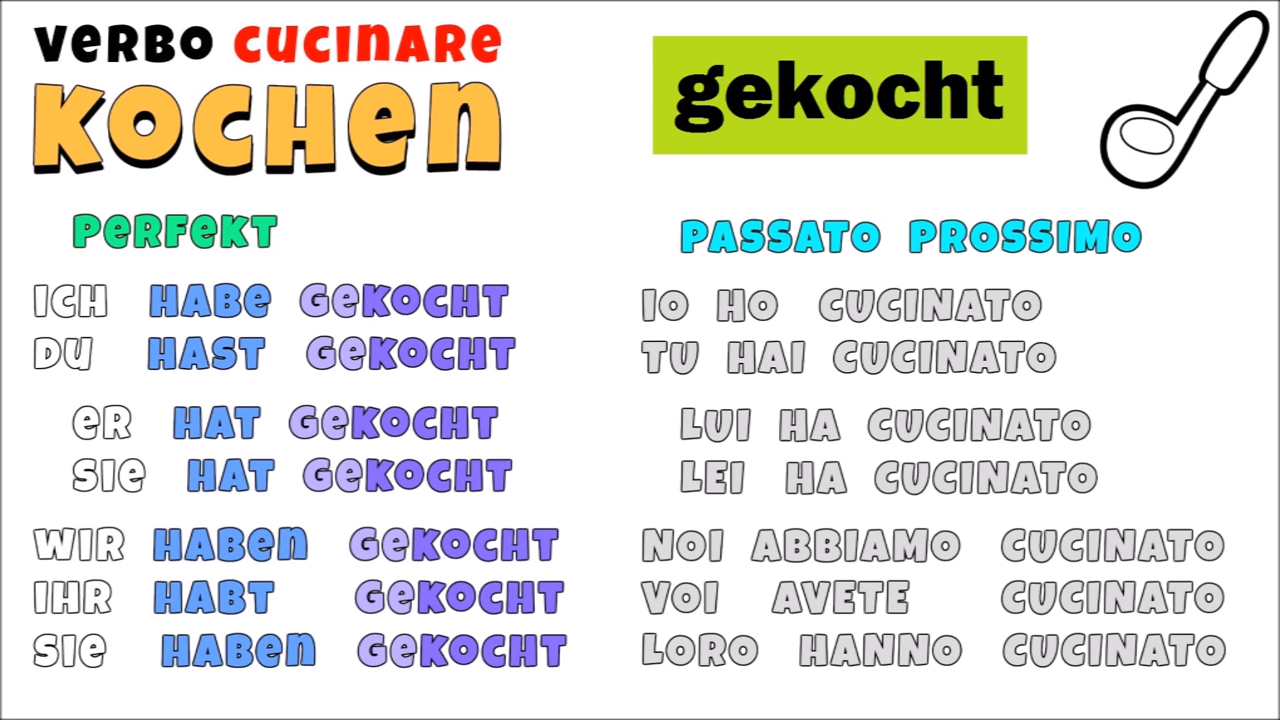 VERBO CUCINARE
KOCHEN
gekocht
PERFEKT
ICH HABE GEKOCHT
DU HAST GEKOCHT
ER HAT GEKOCHT
SIE HAT GEKOCHT
WIR HABEN GEKOCHT
IHR HABT GEKOCHT
SIE HABEN GEKOCHT
PASSATO PROSSIMO
IO HO CUCINATO
TU HAI CUCINATO
LUI HA CUCINATO
LEI HA CUCINATO
NOI ABBIAMO CUCINATO
VOI AVETE CUCINATO
LORO HANNO CUCINATO